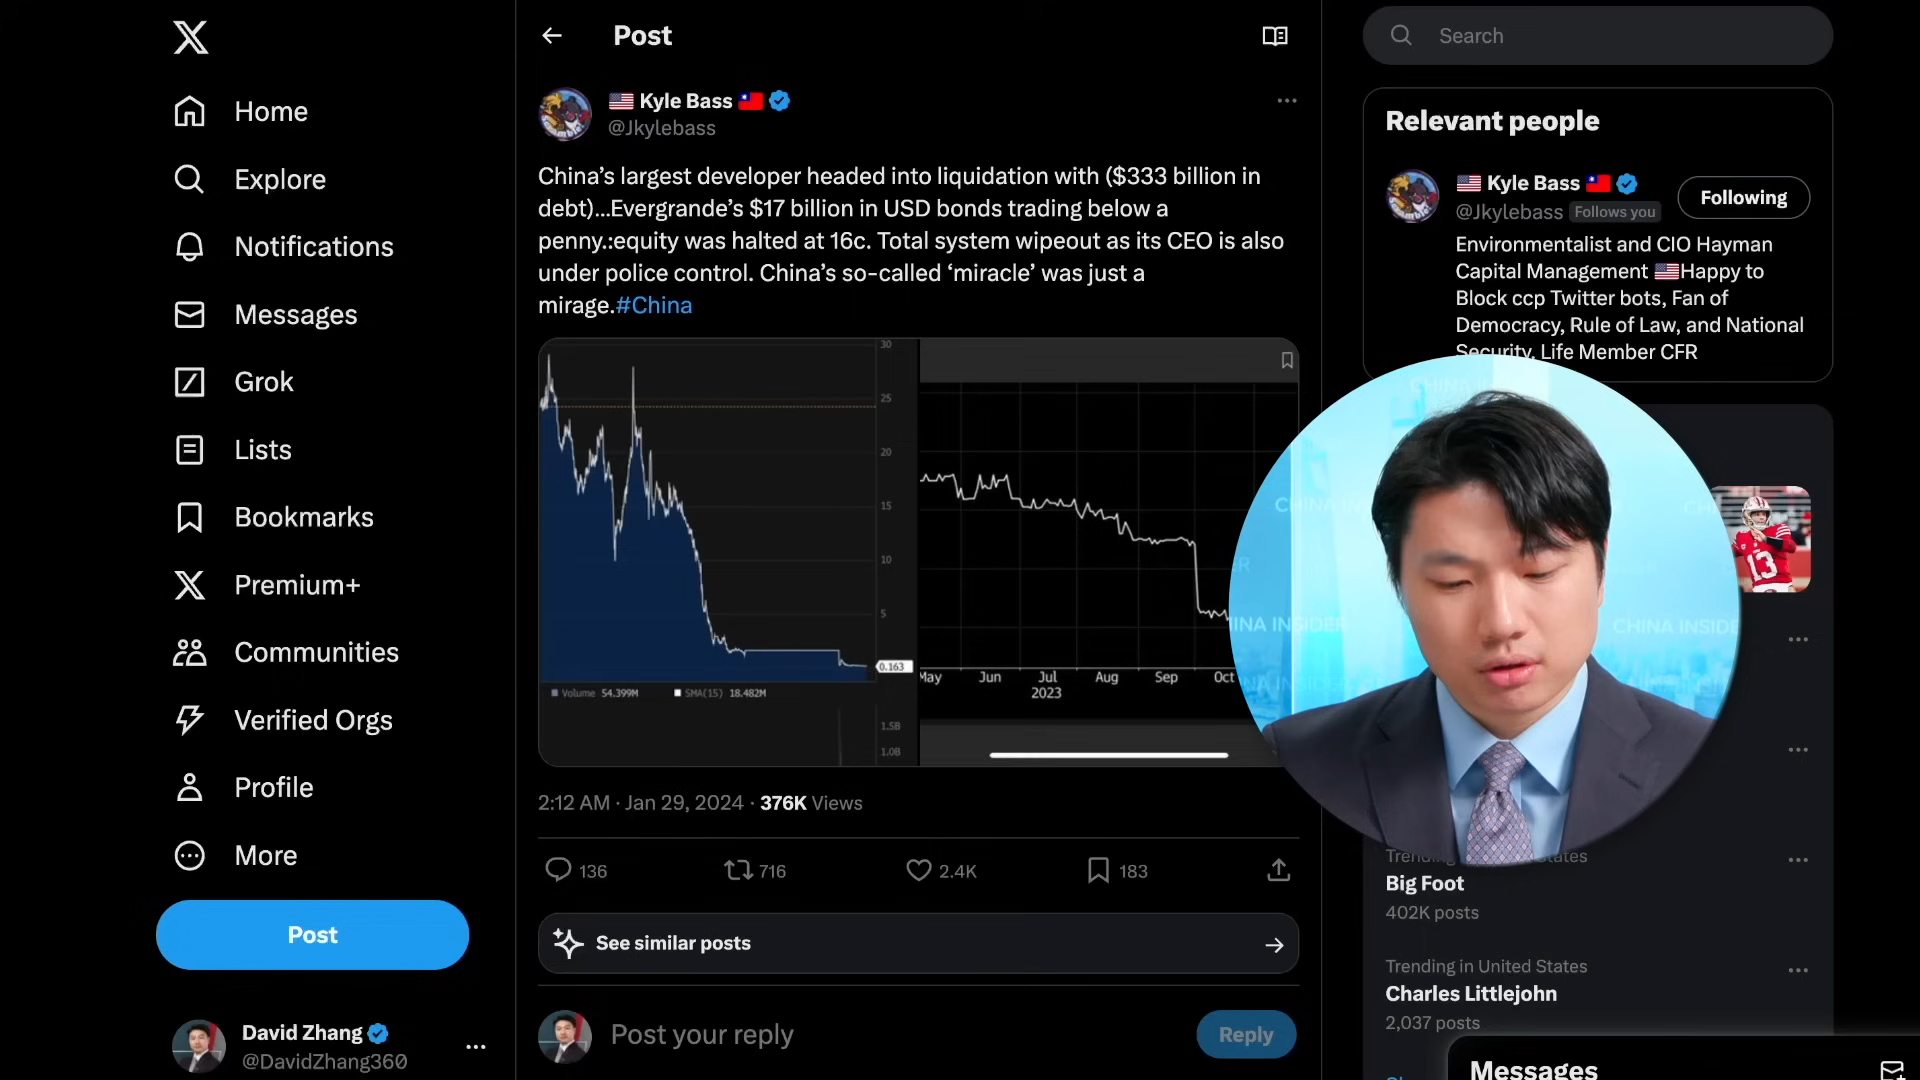 Home
Explore
Notifications
Messages
Grok
Lists
Bookmarks
Premium+
Communities
Verified Orgs
Profile
More
Post
David Zhang
@DavidZhang360
Post
Kyle Bass
@Jkylebass
China’s largest developer headed into liquidation with ($333 billion in
debt)...Evergrande’s $17 billion in USD bonds trading below a
penny.:equity was halted at 16c. Total system wipeout as its CEO is also
under police control. China’s so-called ‘miracle’ was just a
mirage.#China
30
25
20
15
10
5
0.163
Volume 54.399M
SMA(15) 18.482M
1.5B
1.0B
May Jun Jul Aug Sep Oct
2023
2:12 AM · Jan 29, 2024 · 376K Views
136
716
2.4K
183
See similar posts
Post your reply
Reply
Search
Relevant people
Kyle Bass
@Jkylebass Follows you
Following
Environmentalist and CIO Hayman
Capital Management Happy to
Block ccp Twitter bots, Fan of
Democracy, Rule of Law, and National
Security, Life Member CFR
CHINA INSIDER
13
Big Foot
402K posts
Trending in United States
Charles Littlejohn
2,037 posts
Messages